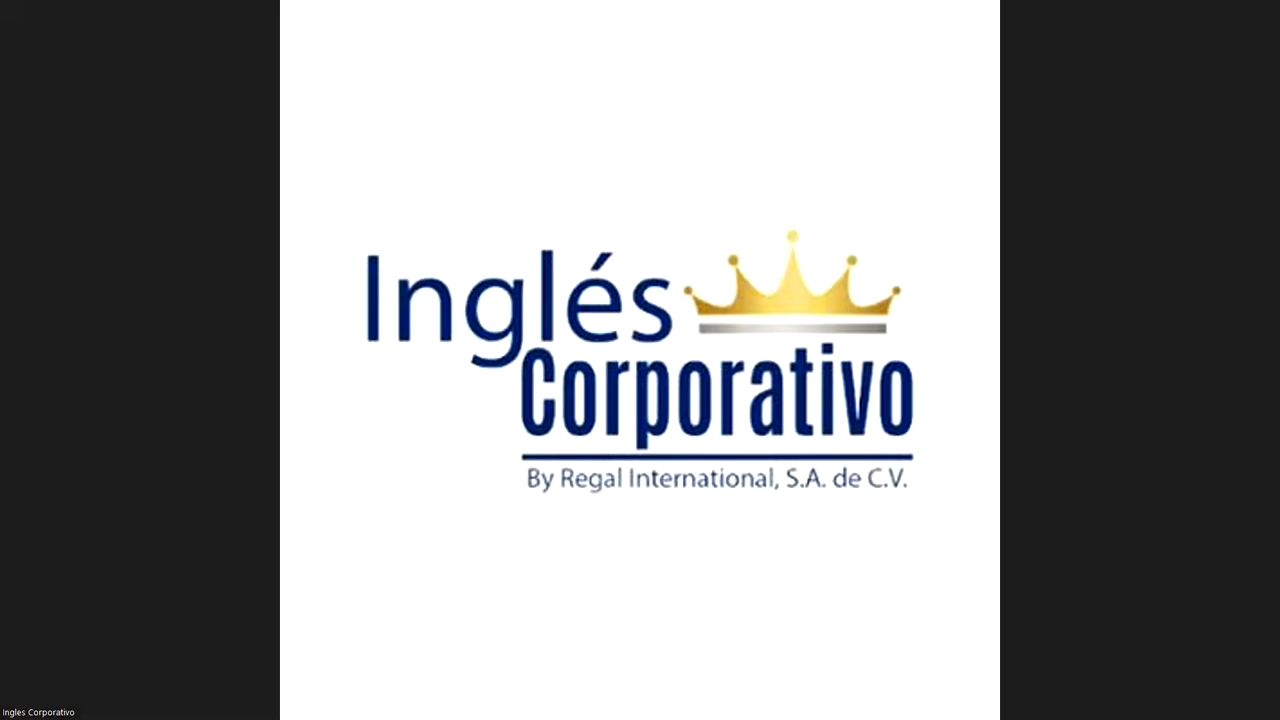 Inglés
Corporativo
By Regal International, S.A. de C.V.
Ingles Corporativo